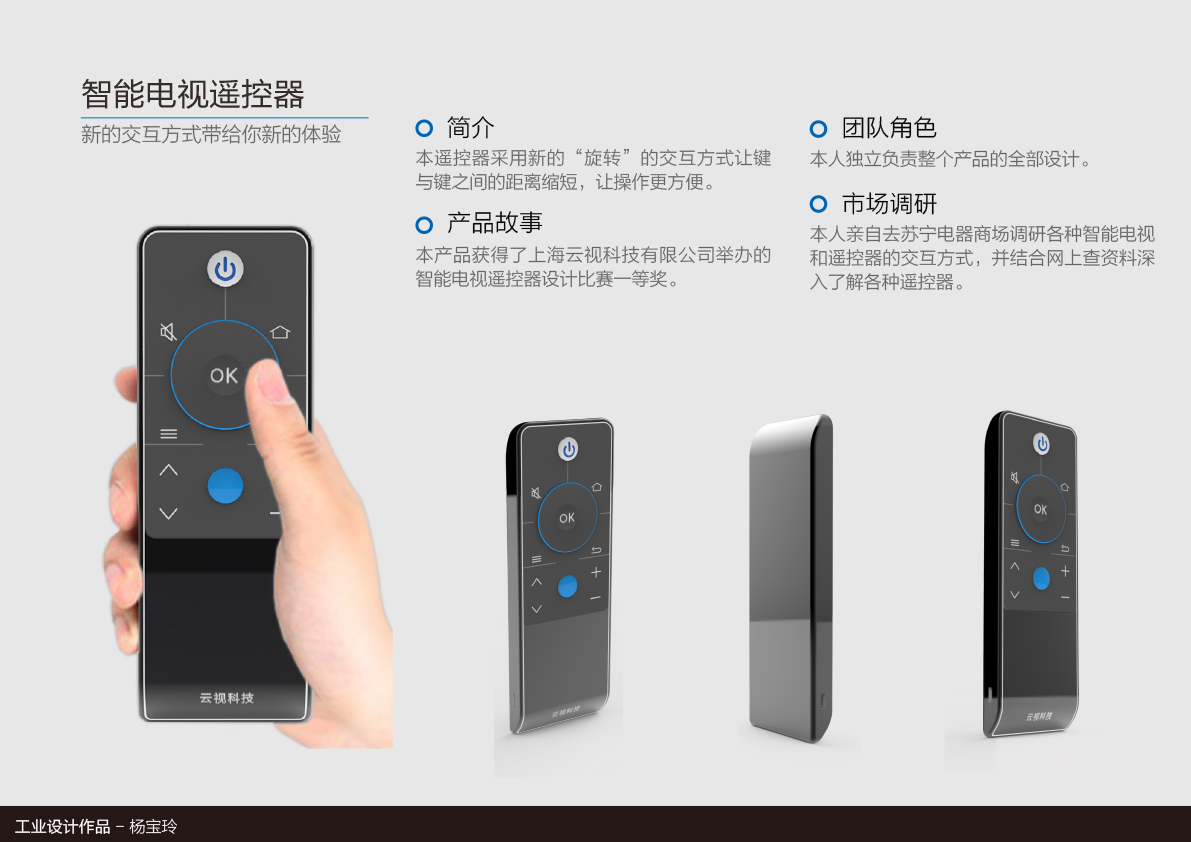 智能电视遥控器
新的交互方式带给你新的体验
简介
本遥控器采用新的“旋转”的交互方式让键
与键之间的距离缩短，让操作更方便。
产品故事
本产品获得了上海云视科技有限公司举办的
智能电视遥控器设计比赛一等奖。
团队角色
本人独立负责整个产品的全部设计。
市场调研
本人亲自去苏宁电器商场调研各种智能电视
和遥控器的交互方式，并结合网上查资料深
入了解各种遥控器。
OK
云视科技
OK
云视科技
OK
云视科技
工业设计作品 - 杨宝玲